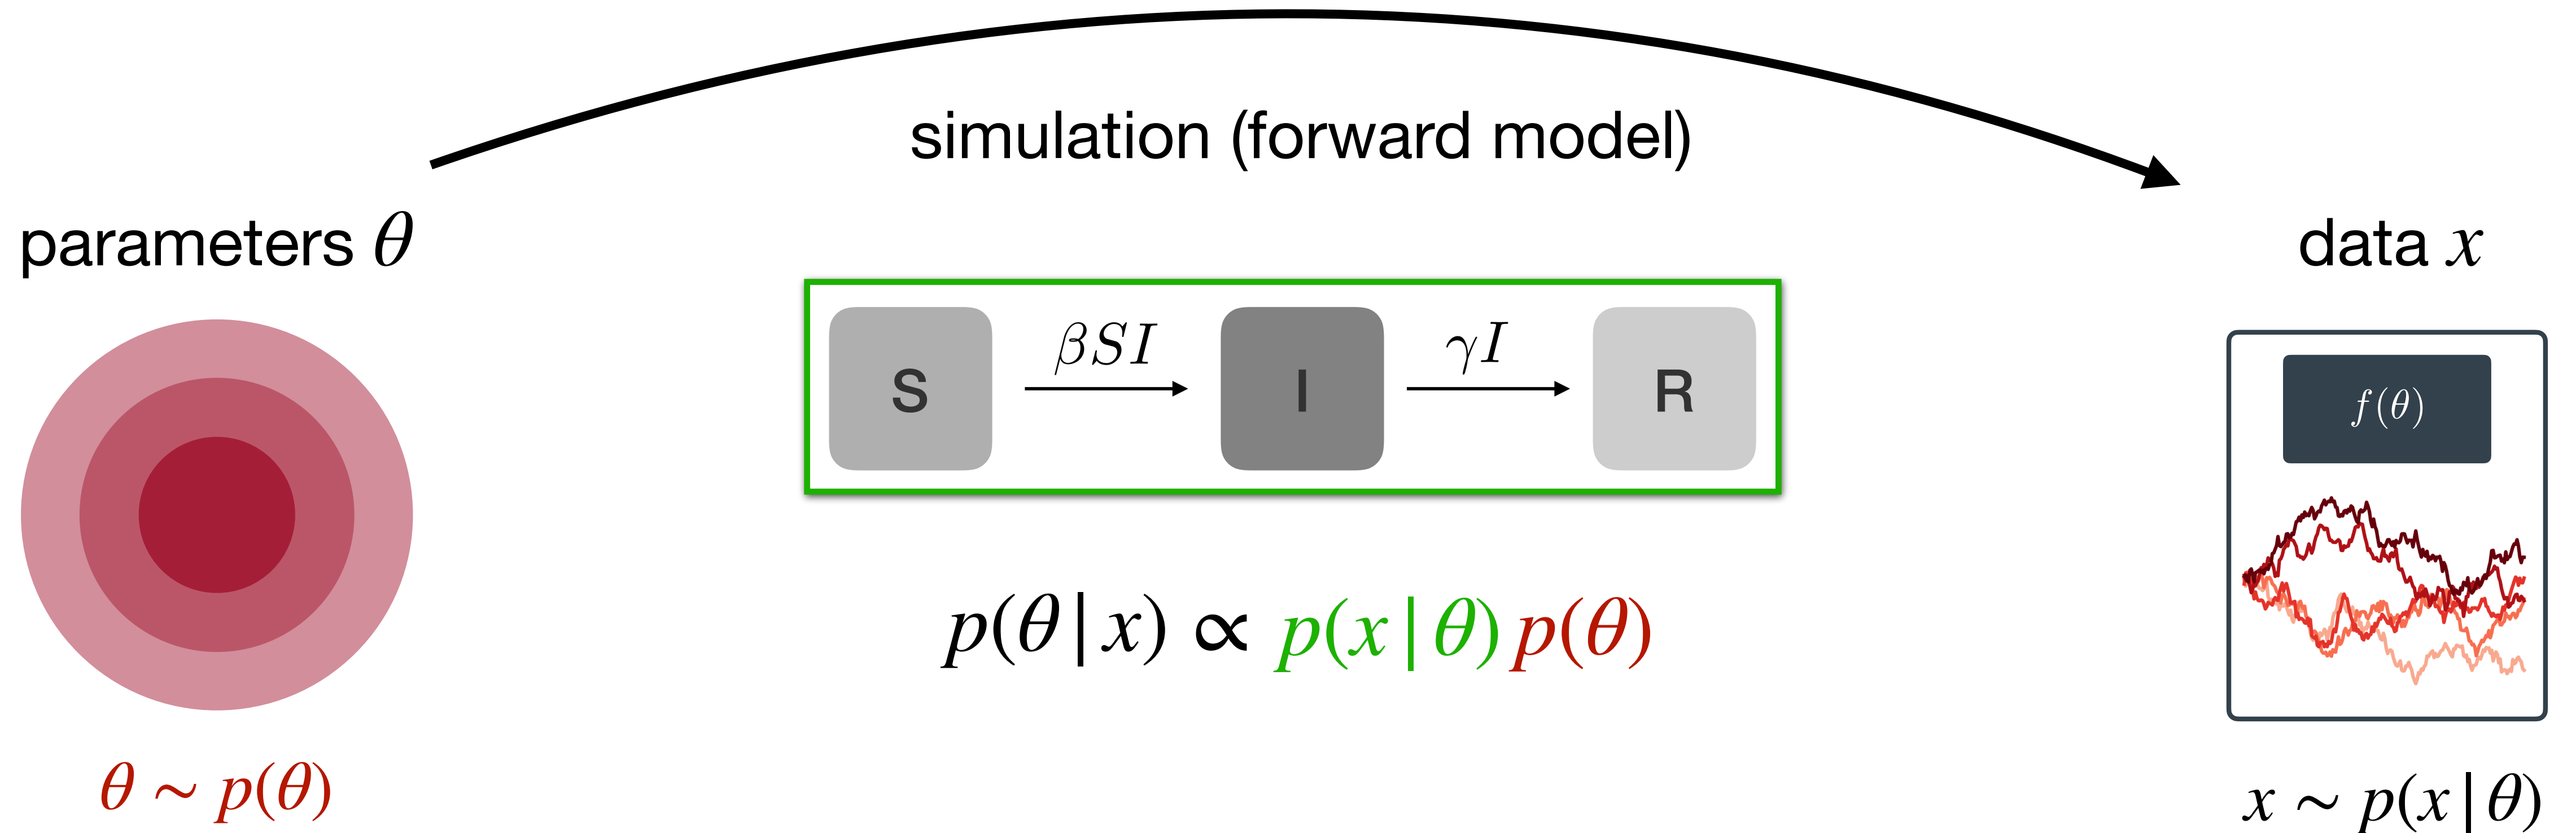 simulation (forward model)
parameters θ
data x
S
βSI
I
γI
R
f(θ)
p(θ|x) ∝ p(x|θ)p(θ)
θ ~ p(θ)
x ~ p(x|θ)